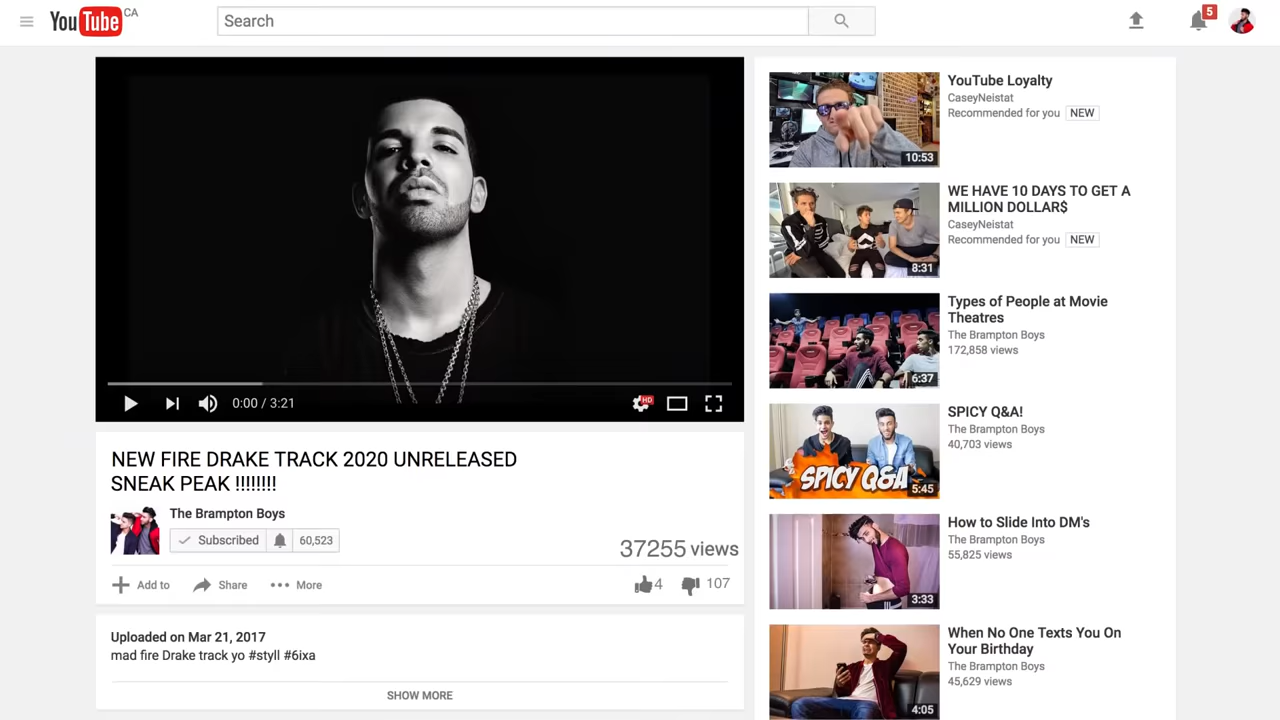 YouTube CA
Search
5
0:00 / 3:21
HD
NEW FIRE DRAKE TRACK 2020 UNRELEASED
SNEAK PEAK !!!!!!!!
The Brampton Boys
Subscribed 60,523
37255 views
Add to Share More
4 107
Uploaded on Mar 21, 2017
mad fire Drake track yo #styll #6ixa
SHOW MORE
10:53
YouTube Loyalty
CaseyNeistat
Recommended for you NEW
8:31
WE HAVE 10 DAYS TO GET A
MILLION DOLLAR$
CaseyNeistat
Recommended for you NEW
6:37
Types of People at Movie
Theatres
The Brampton Boys
172,858 views
SPICY Q&A
5:45
SPICY Q&A!
The Brampton Boys
40,703 views
3:33
How to Slide Into DM's
The Brampton Boys
55,825 views
4:05
When No One Texts You On
Your Birthday
The Brampton Boys
45,629 views